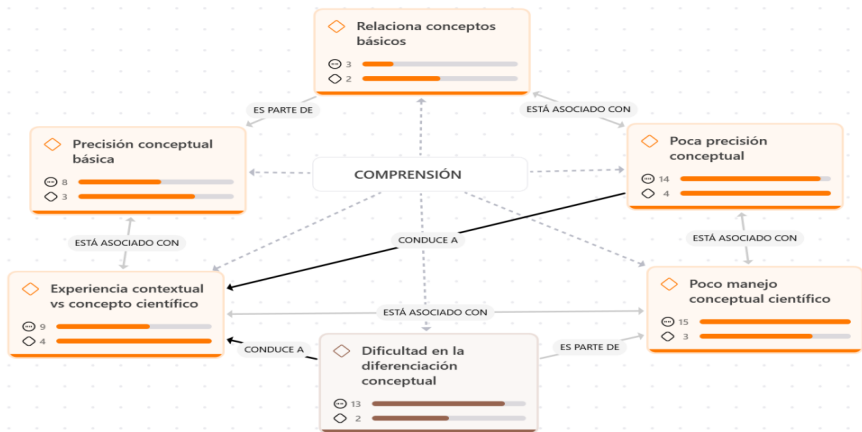 Relaciona conceptos
básicos
3
2
ES PARTE DE
ESTÁ ASOCIADO CON
Precisión conceptual
básica
8
3
COMPRENSIÓN
Poca precisión
conceptual
14
4
ESTÁ ASOCIADO CON
CONDUCE A
ESTÁ ASOCIADO CON
Experiencia contextual
vs concepto científico
9
4
ESTÁ ASOCIADO CON
Poco manejo
conceptual científico
15
3
CONDUCE A
Dificultad en la
diferenciación
conceptual
13
2
ES PARTE DE